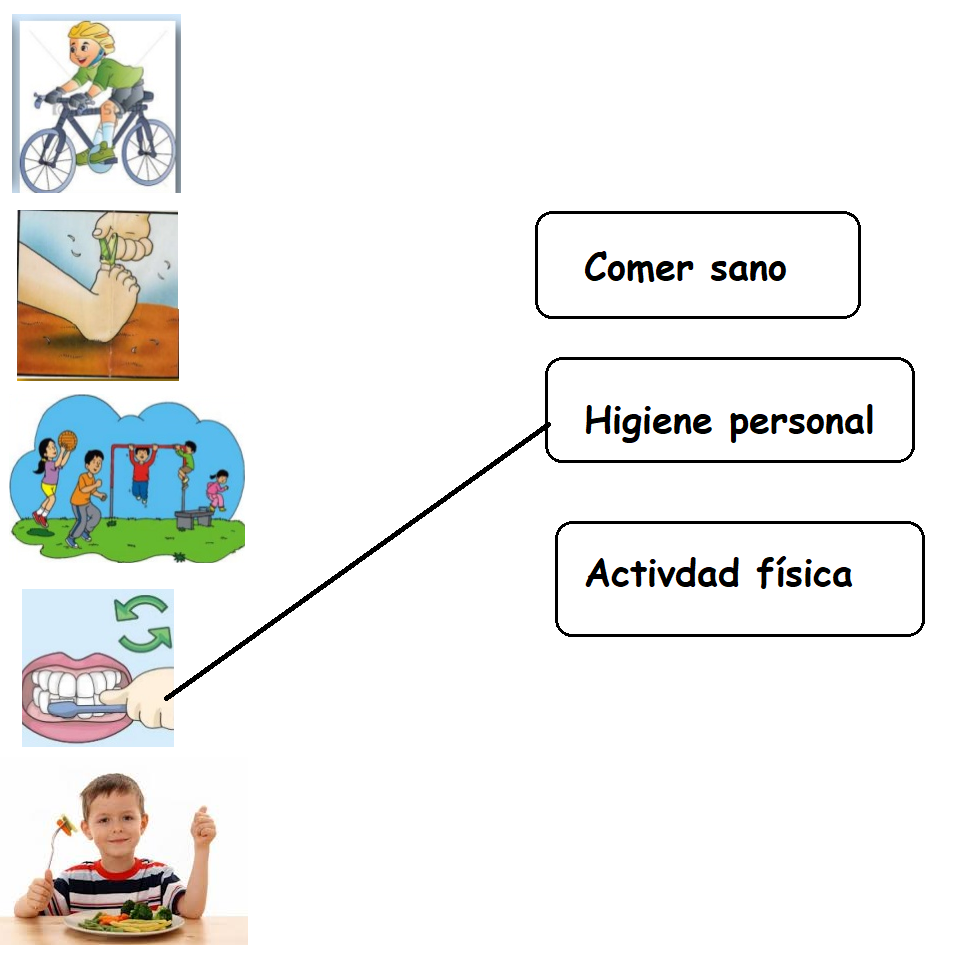 Comer sano
Higiene personal
Activdad física